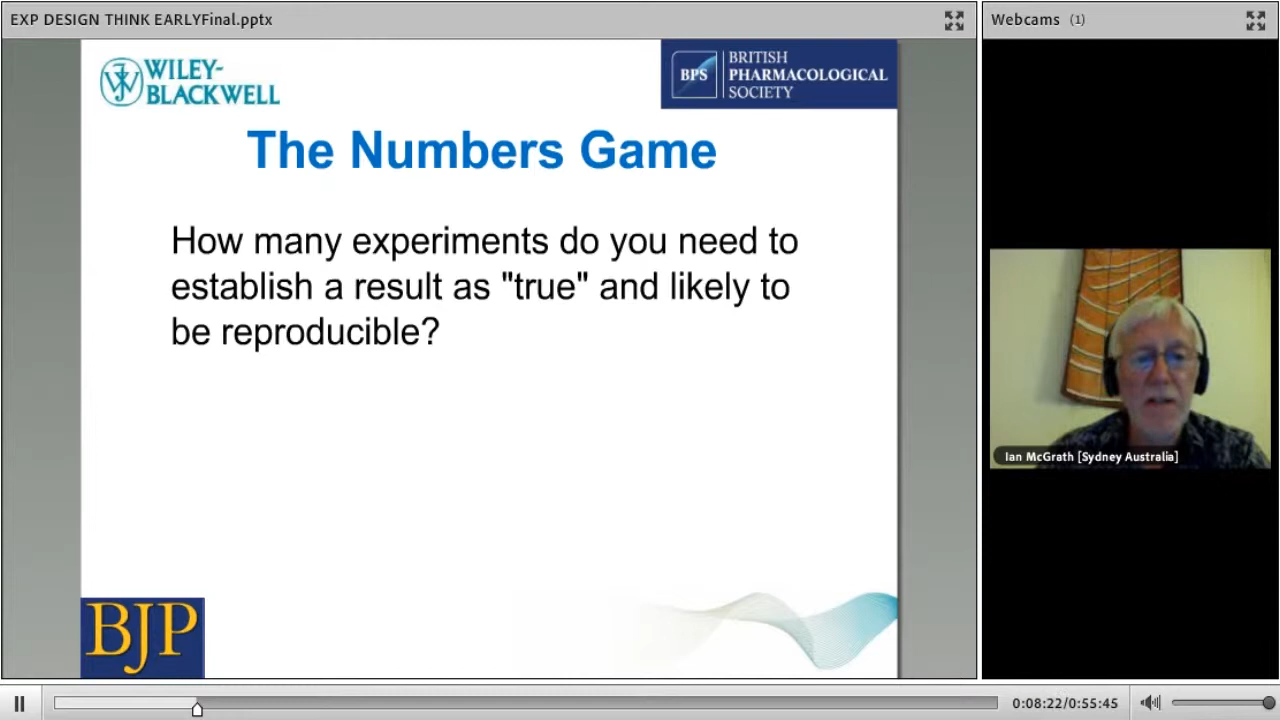 EXP DESIGN THINK EARLYFinal.pptx
Webcams (1)
WILEY-
BLACKWELL
BPS
BRITISH
PHARMACOLOGICAL
SOCIETY
The Numbers Game
How many experiments do you need to
establish a result as "true" and likely to
be reproducible?
Ian McGrath [Sydney Australia]
BJP
0:08:22/0:55:45